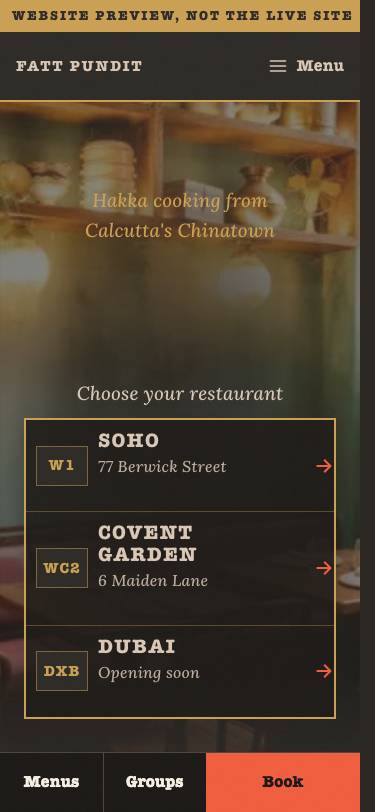 WEBSITE PREVIEW, NOT THE LIVE SITE
FATT PUNDIT
Menu
Hakka cooking from
Calcutta's Chinatown
Choose your restaurant
W1
SOHO
77 Berwick Street
WC2
COVENT
GARDEN
6 Maiden Lane
DXB
DUBAI
Opening soon
Menus
Groups
Book